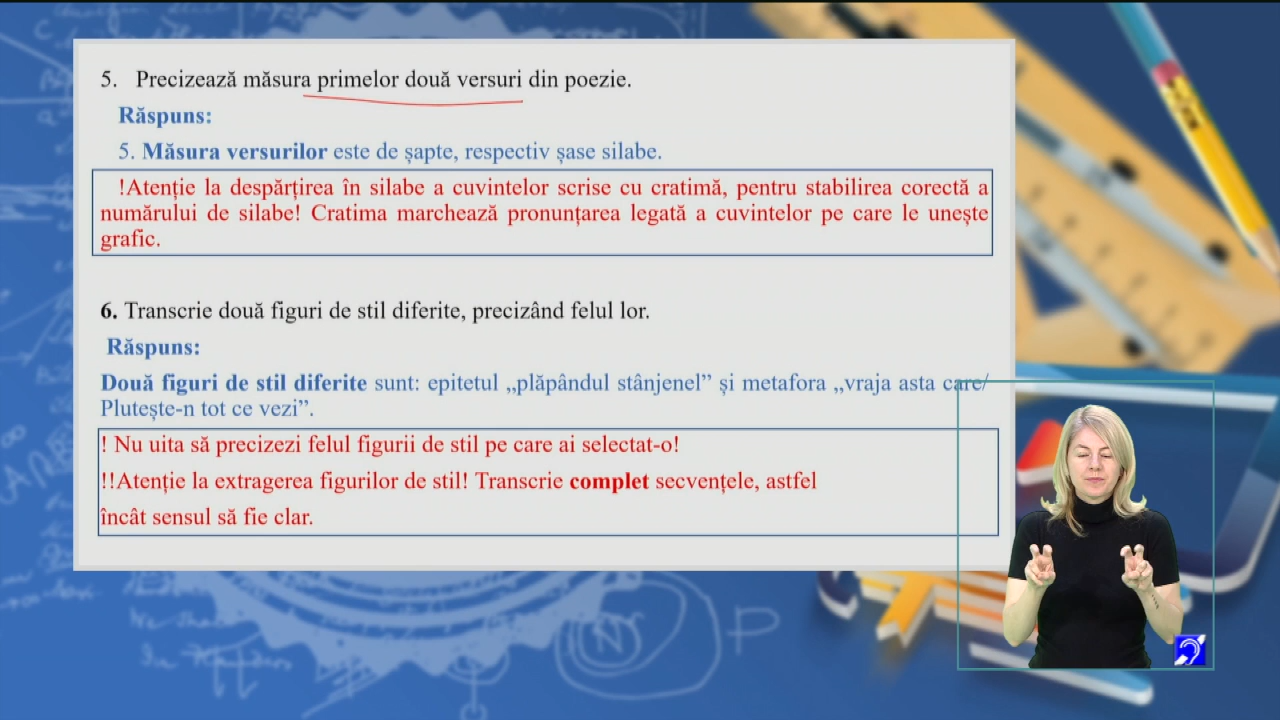 5. Precizează măsura primelor două versuri din poezie.
Răspuns:
5. Măsura versurilor este de șapte, respectiv șase silabe.
!Atenție la despărțirea în silabe a cuvintelor scrise cu cratimă, pentru stabilirea corectă a
numărului de silabe! Cratima marchează pronunțarea legată a cuvintelor pe care le unește
grafic.
6. Transcrie două figuri de stil diferite, precizând felul lor.
Răspuns:
Două figuri de stil diferite sunt: epitetul „plăpândul stânjenel” și metafora „vraja asta care/
Plutește-n tot ce vezi”.
! Nu uita să precizezi felul figurii de stil pe care ai selectat-o!
!!Atenție la extragerea figurilor de stil! Transcrie complet secvențele, astfel
încât sensul să fie clar.
N
P